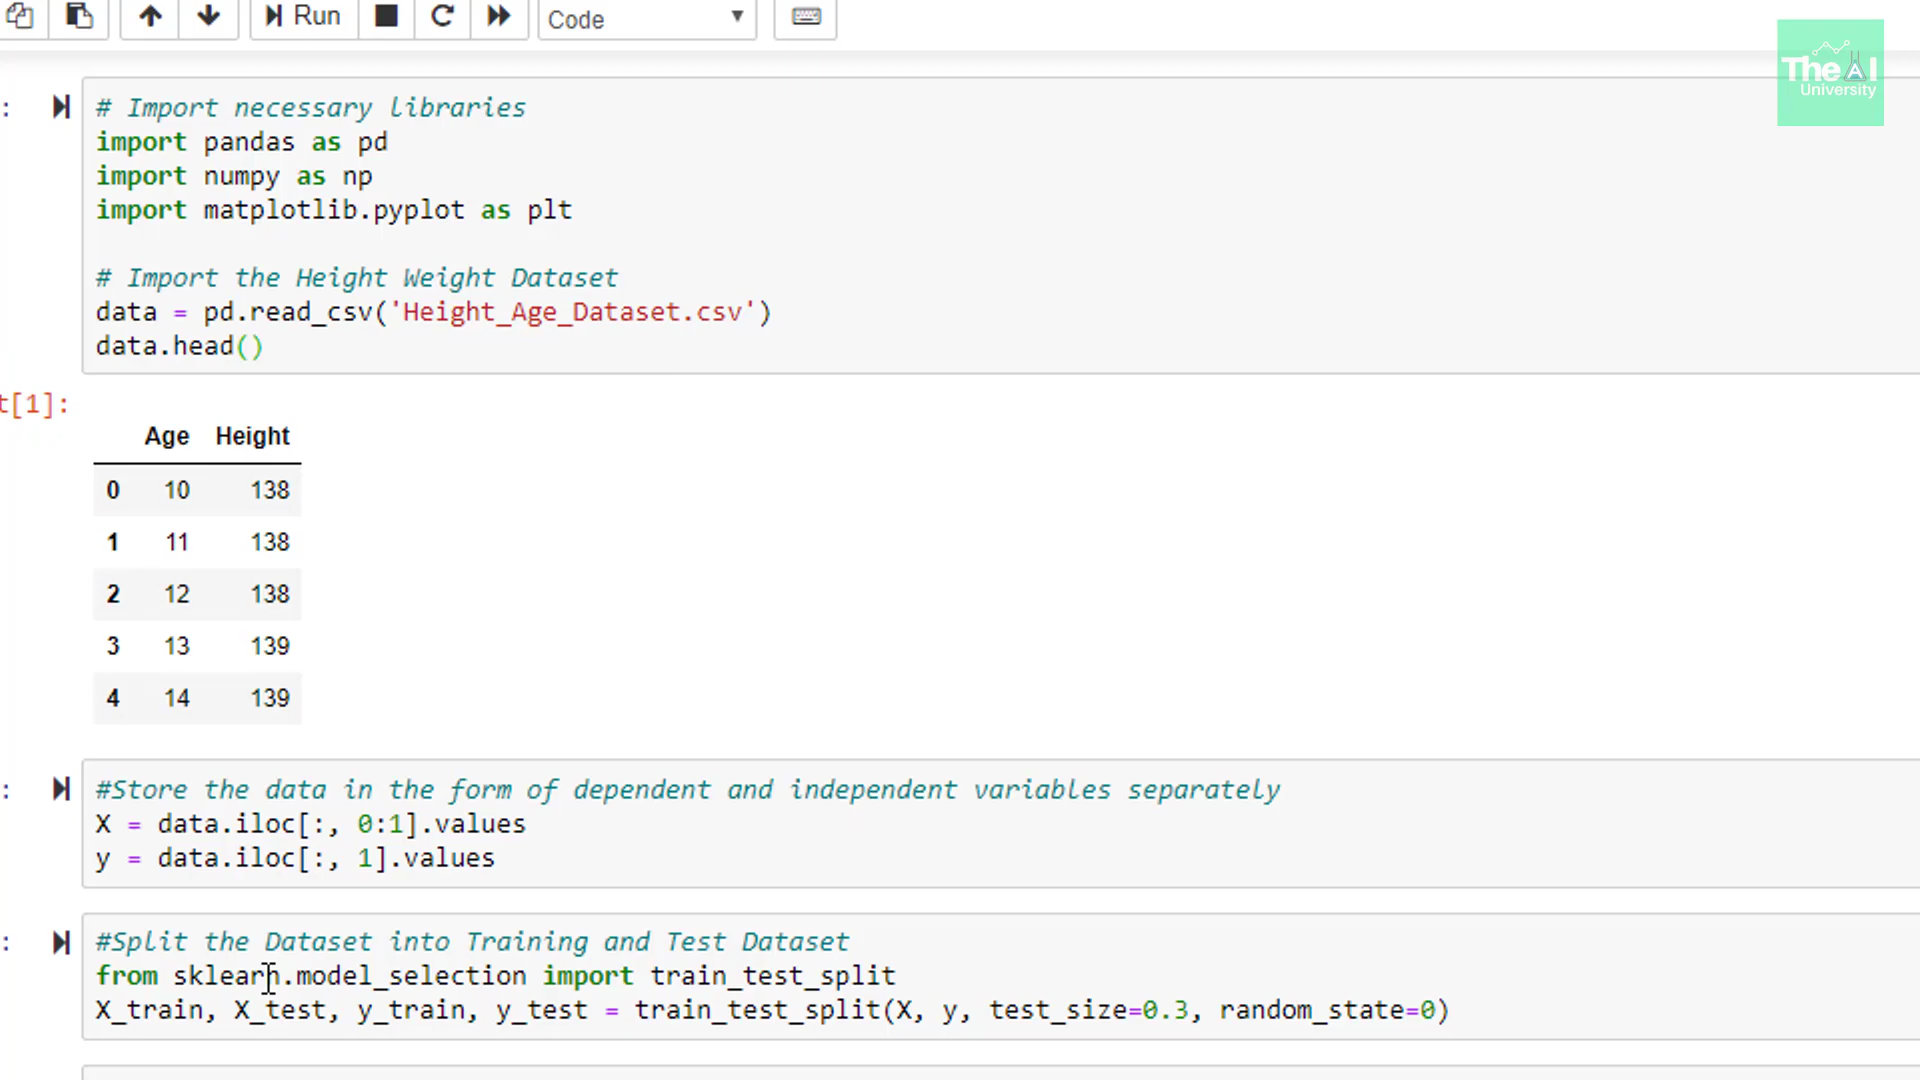 Run
Code
The AI
University
:
# Import necessary libraries
import pandas as pd
import numpy as np
import matplotlib.pyplot as plt
# Import the Height Weight Dataset
data = pd.read_csv('Height_Age_Dataset.csv')
data.head()
t[1]:
Age Height
0 10 138
1 11 138
2 12 138
3 13 139
4 14 139
:
#Store the data in the form of dependent and independent variables separately
X = data.iloc[:, 0:1].values
y = data.iloc[:, 1].values
:
#Split the Dataset into Training and Test Dataset
from sklearn.model_selection import train_test_split
X_train, X_test, y_train, y_test = train_test_split(X, y, test_size=0.3, random_state=0)